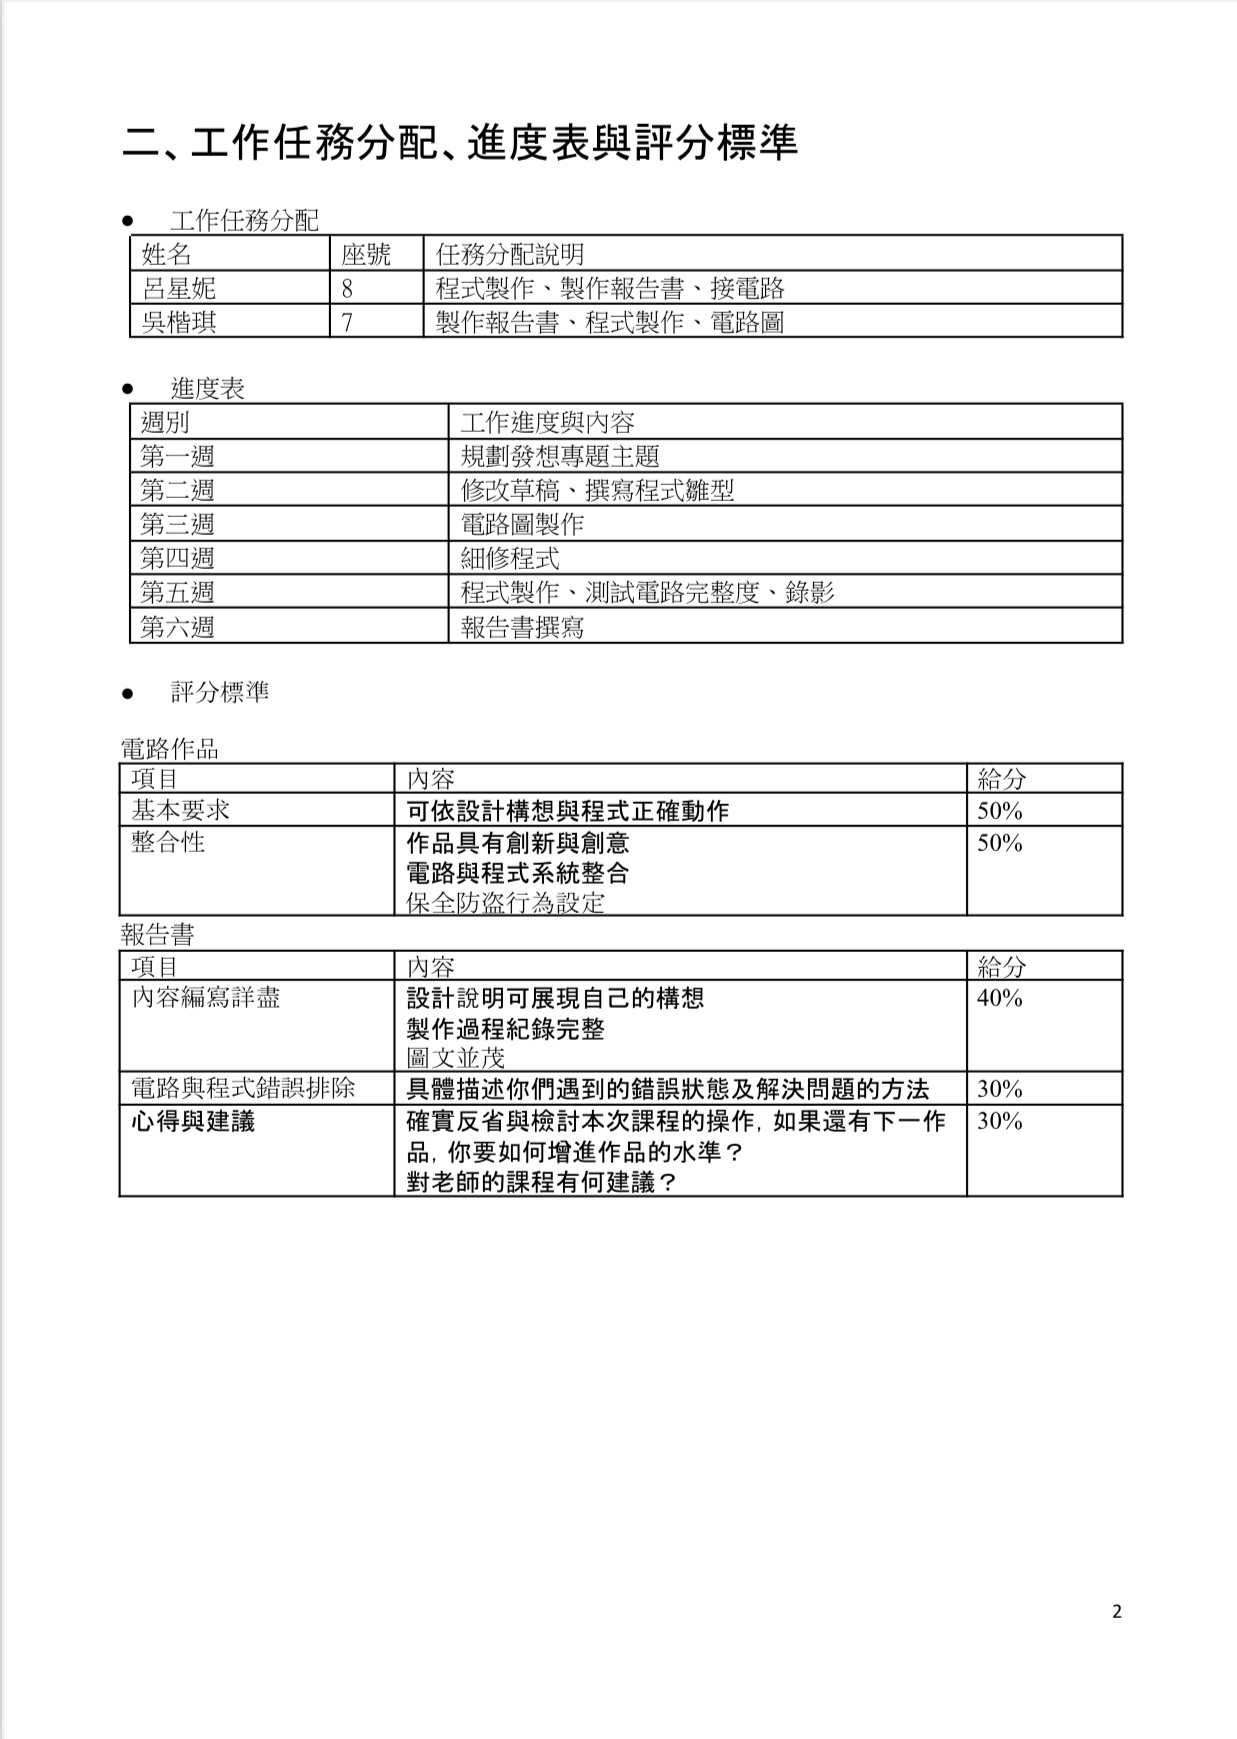 二、工作任務分配、進度表與評分標準
● 工作任務分配
姓名 座號 任務分配說明
呂星妮 8 程式製作、製作報告書、接電路
吳楷琪 7 製作報告書、程式製作、電路圖
● 進度表
週別 工作進度與內容
第一週 規劃發想專題主題
第二週 修改草稿、撰寫程式雛型
第三週 電路圖製作
第四週 細修程式
第五週 程式製作、測試電路完整度、錄影
第六週 報告書撰寫
● 評分標準
電路作品
項目 內容 給分
基本要求 可依設計構想與程式正確動作 50%
整合性 作品具有創新與創意 50%
電路與程式系統整合
保全防盜行為設定
報告書
項目 內容 給分
內容編寫詳盡 設計說明可展現自己的構想 40%
製作過程紀錄完整
圖文並茂
電路與程式錯誤排除 具體描述你們遇到的錯誤狀態及解決問題的方法 30%
心得與建議 確實反省與檢討本次課程的操作, 如果還有下一作 30%
品, 你要如何增進作品的水準？
對老師的課程有何建議？
2